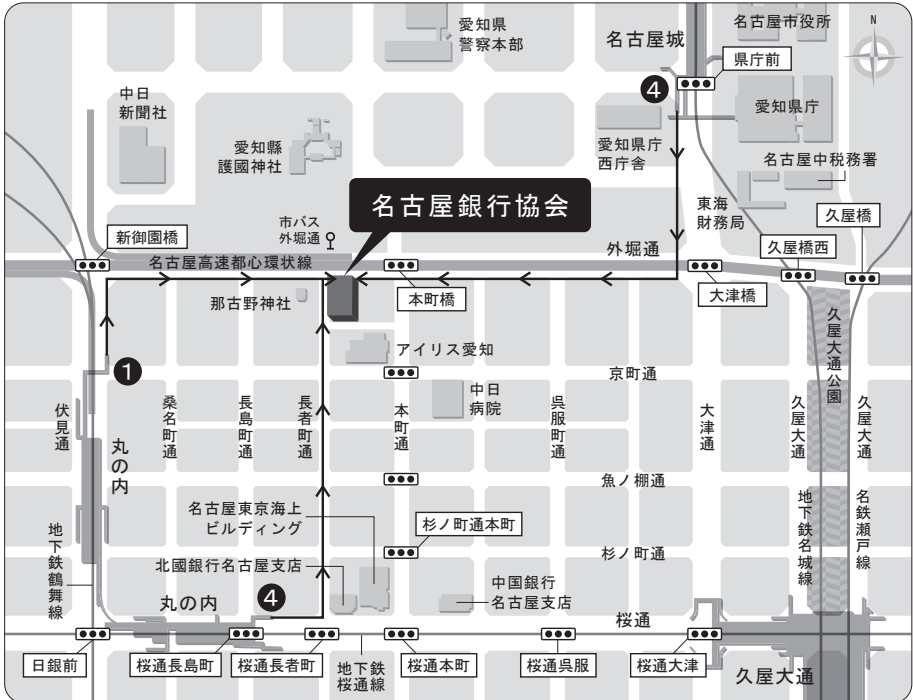 愛知県
警察本部
名古屋市役所
N
名古屋城
県庁前
4
中日
新聞社
愛知県庁
愛知縣
護國神社
愛知県庁
西庁舎
名古屋中税務署
名古屋銀行協会
東海
財務局
久屋橋
市バス
外堀通
新御園橋
外堀通
久屋橋西
名古屋高速都心環状線
那古野神社
本町橋
大津橋
久屋大通公園
アイリス愛知
1
京町通
中日
病院
伏見通
桑名町通
長島町通
長者町通
本町通
呉服町通
大津通
久屋大通
久屋大通
丸の内
魚ノ棚通
名古屋東京海上
ビルディング
杉ノ町通本町
地下鉄名城線
名鉄瀬戸線
地下鉄鶴舞線
杉ノ町通
北國銀行名古屋支店
中国銀行
名古屋支店
丸の内
4
桜通
日銀前
桜通長島町
桜通長者町
地下鉄
桜通線
桜通本町
桜通呉服
桜通大津
久屋大通